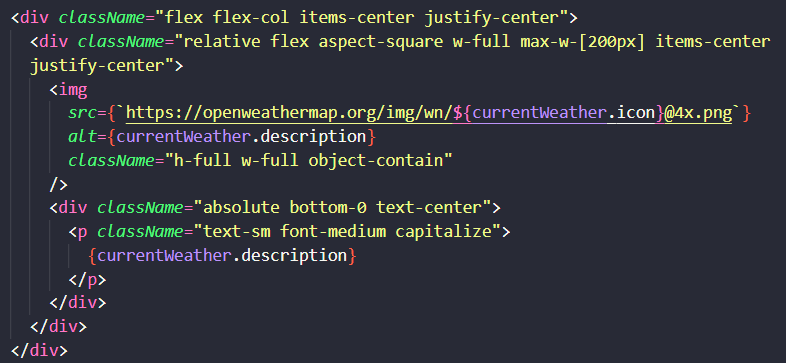 <div className="flex flex-col items-center justify-center">
<div className="relative flex aspect-square w-full max-w-[200px] items-center
justify-center">
<img
src={`https://openweathermap.org/img/wn/${currentWeather.icon}@4x.png`}
alt={currentWeather.description}
className="h-full w-full object-contain"
/>
<div className="absolute bottom-0 text-center">
<p className="text-sm font-medium capitalize">
{currentWeather.description}
</p>
</div>
</div>
</div>